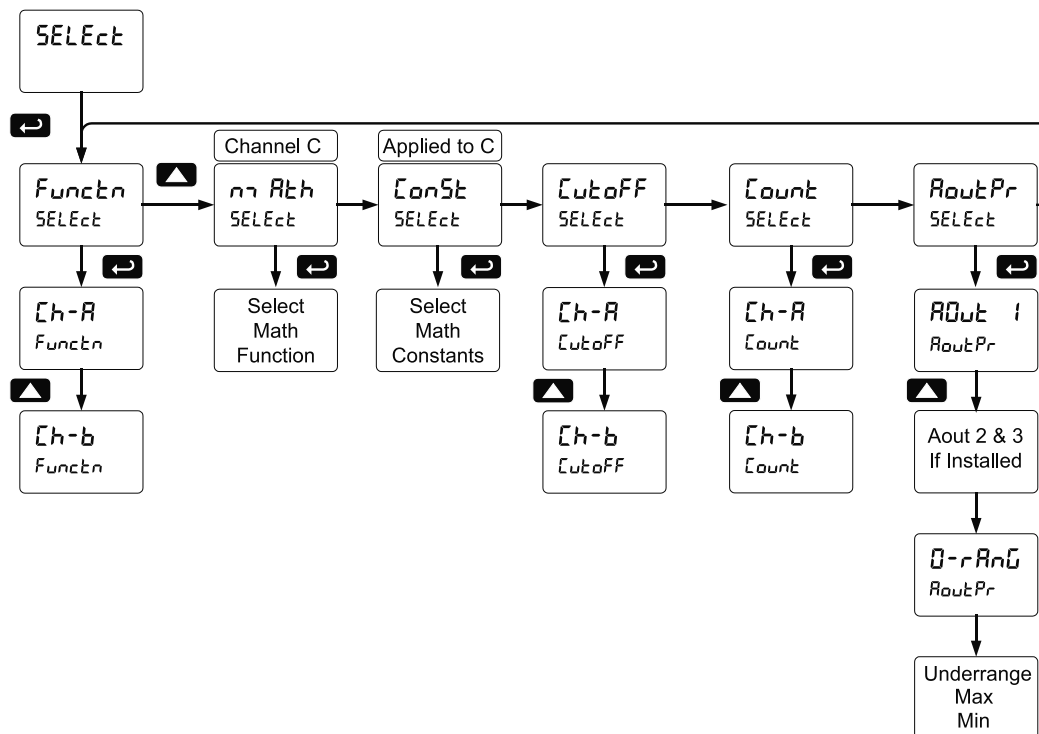 SELEct
Channel C
Applied to C
Functn
SELEct
mAth
SELEct
ConSt
SELEct
CutoFF
SELEct
Count
SELEct
AoutPr
SELEct
Ch-A
Functn
Select
Math
Function
Select
Math
Constants
Ch-A
CutoFF
Ch-A
Count
AOut 1
AoutPr
Ch-b
Functn
Ch-b
CutoFF
Ch-b
Count
Aout 2 & 3
If Installed
O-rAnG
AoutPr
Underrange
Max
Min